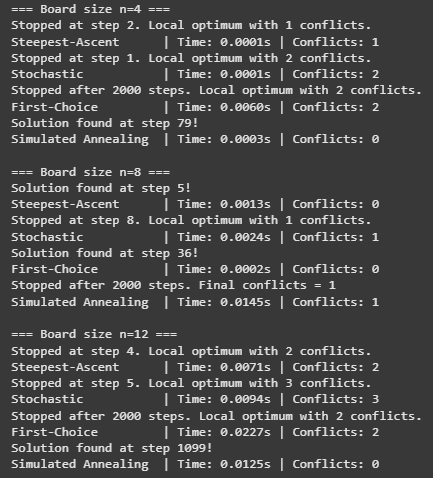 === Board size n=4 ===
Stopped at step 2. Local optimum with 1 conflicts.
Steepest-Ascent      | Time: 0.0001s | Conflicts: 1
Stopped at step 1. Local optimum with 2 conflicts.
Stochastic           | Time: 0.0001s | Conflicts: 2
Stopped after 2000 steps. Local optimum with 2 conflicts.
First-Choice         | Time: 0.0060s | Conflicts: 2
Solution found at step 79!
Simulated Annealing  | Time: 0.0003s | Conflicts: 0

=== Board size n=8 ===
Solution found at step 5!
Steepest-Ascent      | Time: 0.0013s | Conflicts: 0
Stopped at step 8. Local optimum with 1 conflicts.
Stochastic           | Time: 0.0024s | Conflicts: 1
Solution found at step 36!
First-Choice         | Time: 0.0002s | Conflicts: 0
Stopped after 2000 steps. Final conflicts = 1
Simulated Annealing  | Time: 0.0145s | Conflicts: 1

=== Board size n=12 ===
Stopped at step 4. Local optimum with 2 conflicts.
Steepest-Ascent      | Time: 0.0071s | Conflicts: 2
Stopped at step 5. Local optimum with 3 conflicts.
Stochastic           | Time: 0.0094s | Conflicts: 3
Stopped after 2000 steps. Local optimum with 2 conflicts.
First-Choice         | Time: 0.0227s | Conflicts: 2
Solution found at step 1099!
Simulated Annealing  | Time: 0.0125s | Conflicts: 0